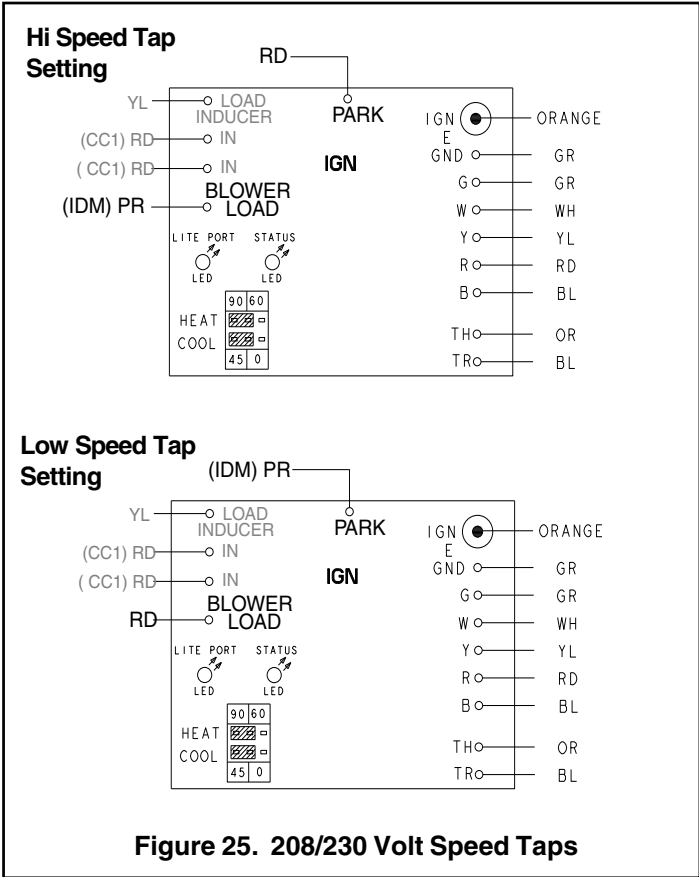 Hi Speed Tap
Setting
RD
YL
LOAD
INDUCER
PARK
IGN
ORANGE
E
(CC1) RD
IN
GND
GR
( CC1) RD
IN
IGN
G
GR
BLOWER
LOAD
(IDM) PR
W
WH
LITE PORT
STATUS
Y
YL
LED
LED
R
RD
90 60
B
BL
HEAT
COOL
TH
OR
45 0
TR
BL
Low Speed Tap
Setting
(IDM) PR
YL
LOAD
INDUCER
PARK
IGN
ORANGE
E
(CC1) RD
IN
GND
GR
( CC1) RD
IN
IGN
G
GR
BLOWER
LOAD
RD
W
WH
LITE PORT
STATUS
Y
YL
LED
LED
R
RD
90 60
B
BL
HEAT
COOL
TH
OR
45 0
TR
BL
Figure 25. 208/230 Volt Speed Taps